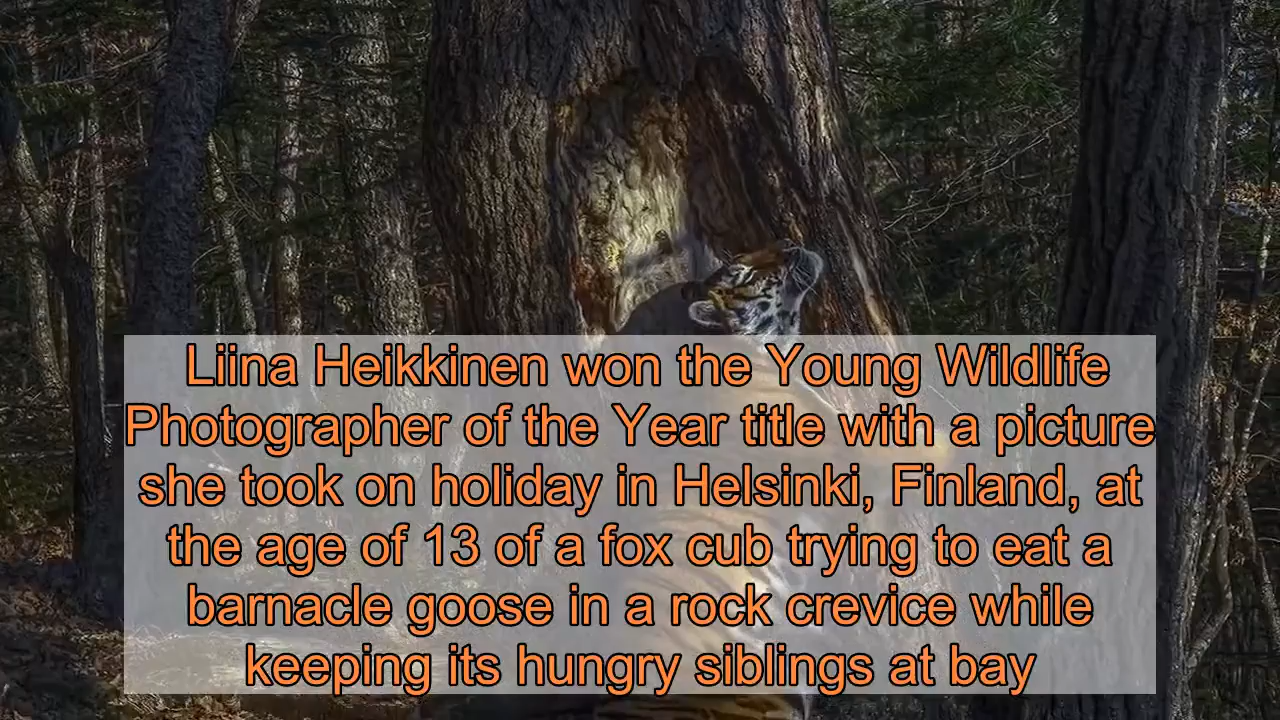 Liina Heikkinen won the Young Wildlife
Photographer of the Year title with a picture
she took on holiday in Helsinki, Finland, at
the age of 13 of a fox cub trying to eat a
barnacle goose in a rock crevice while
keeping its hungry siblings at bay